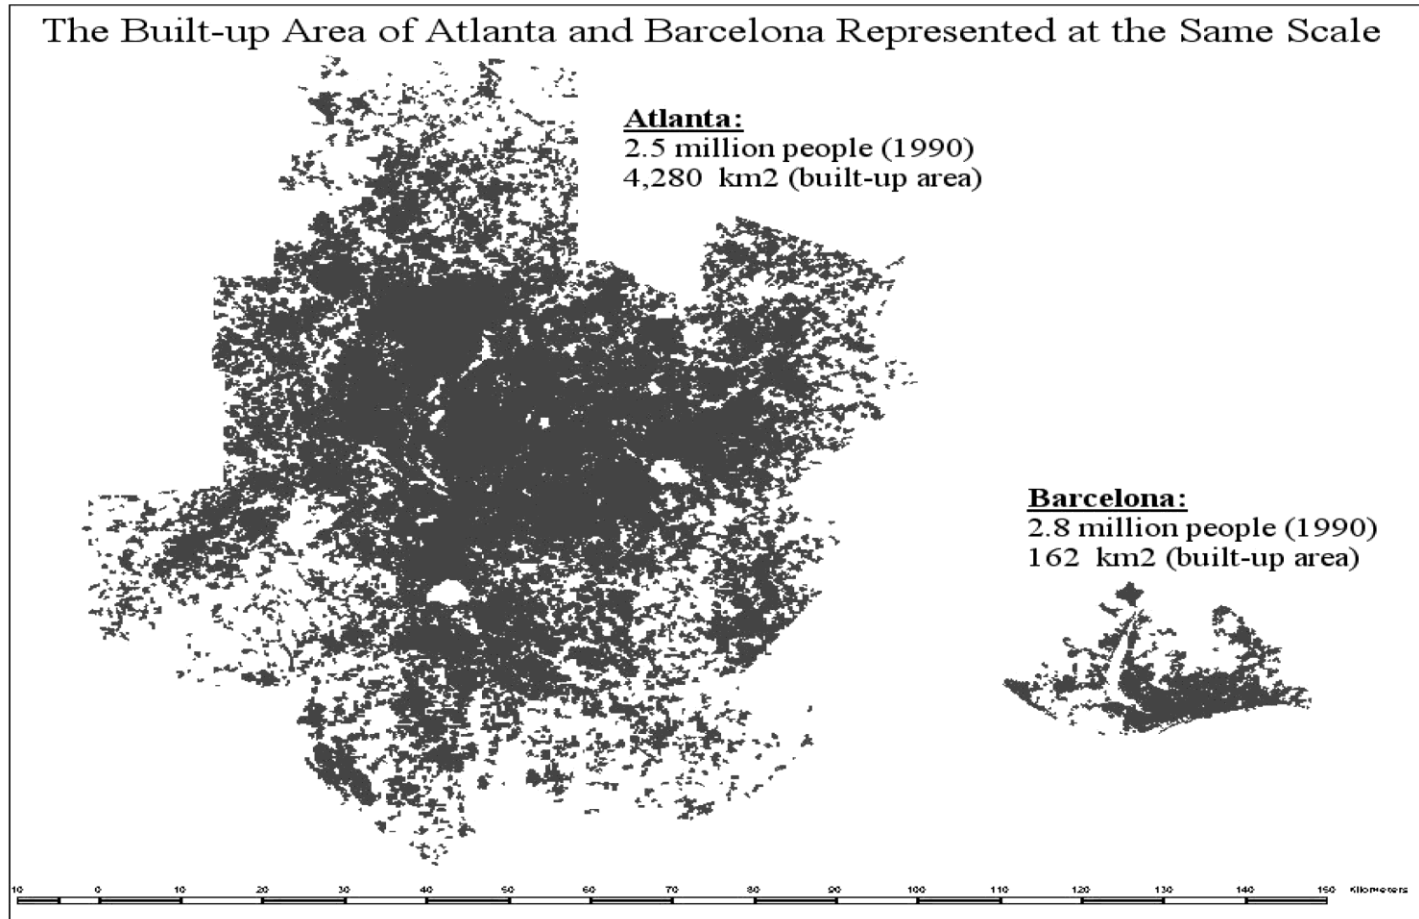 The Built-up Area of Atlanta and Barcelona Represented at the Same Scale
Atlanta:
2.5 million people (1990)
4,280 km2 (built-up area)
Barcelona:
2.8 million people (1990)
162 km2 (built-up area)
10 0 10 20 30 40 50 60 70 80 90 100 110 120 130 140 150 Kilometers